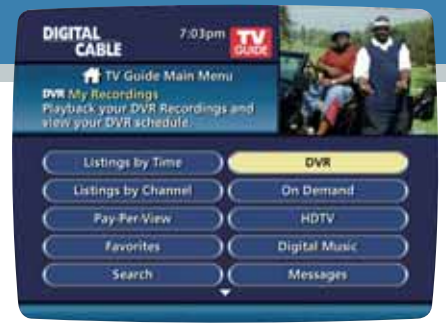 DIGITAL
CABLE
7:03pm
TV
GUIDE
TV Guide Main Menu
DVR My Recordings
Playback your DVR Recordings and
view your DVR schedule.
Listings by Time
DVR
Listings by Channel
On Demand
Pay-Per-View
HDTV
Favorites
Digital Music
Search
Messages